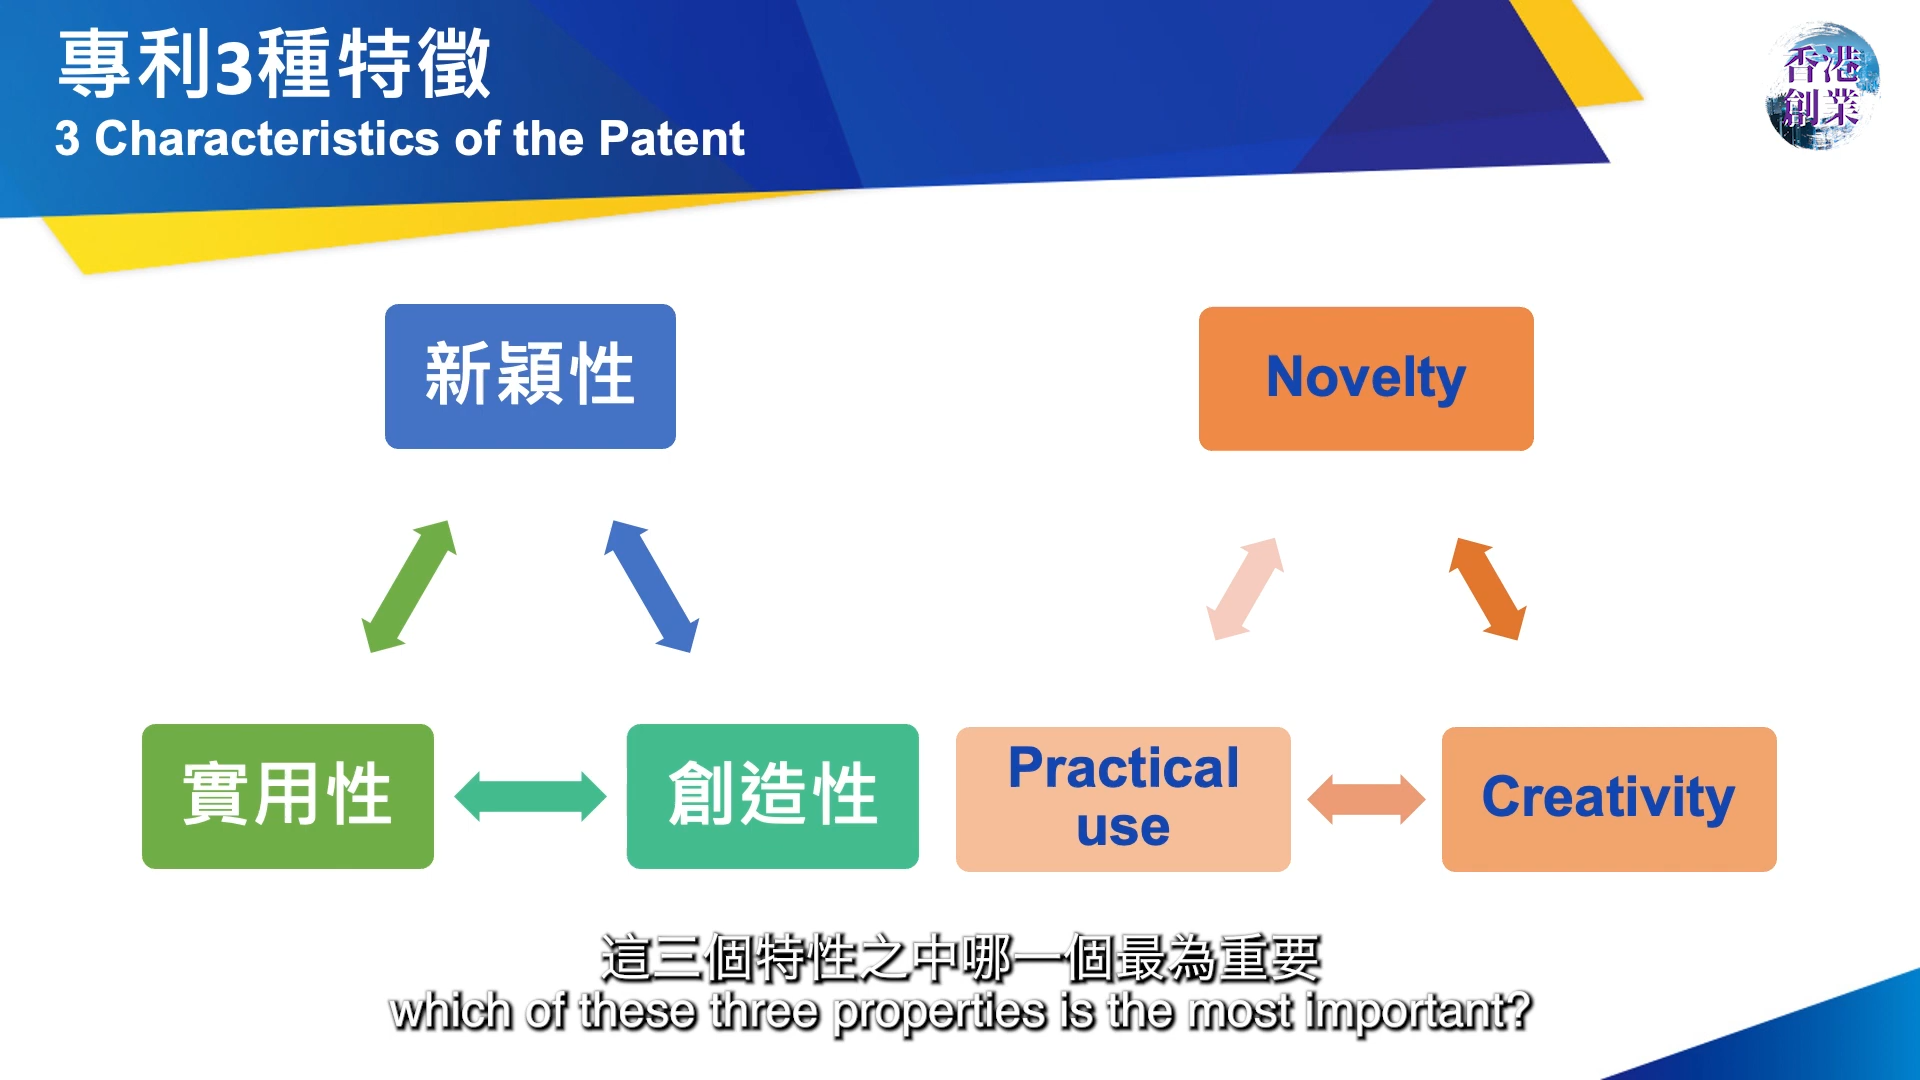 專利3種特徵
3 Characteristics of the Patent
香港
創業
新穎性
實用性
創造性
Novelty
Practical
use
Creativity
這三個特性之中哪一個最為重要
which of these three properties is the most important?